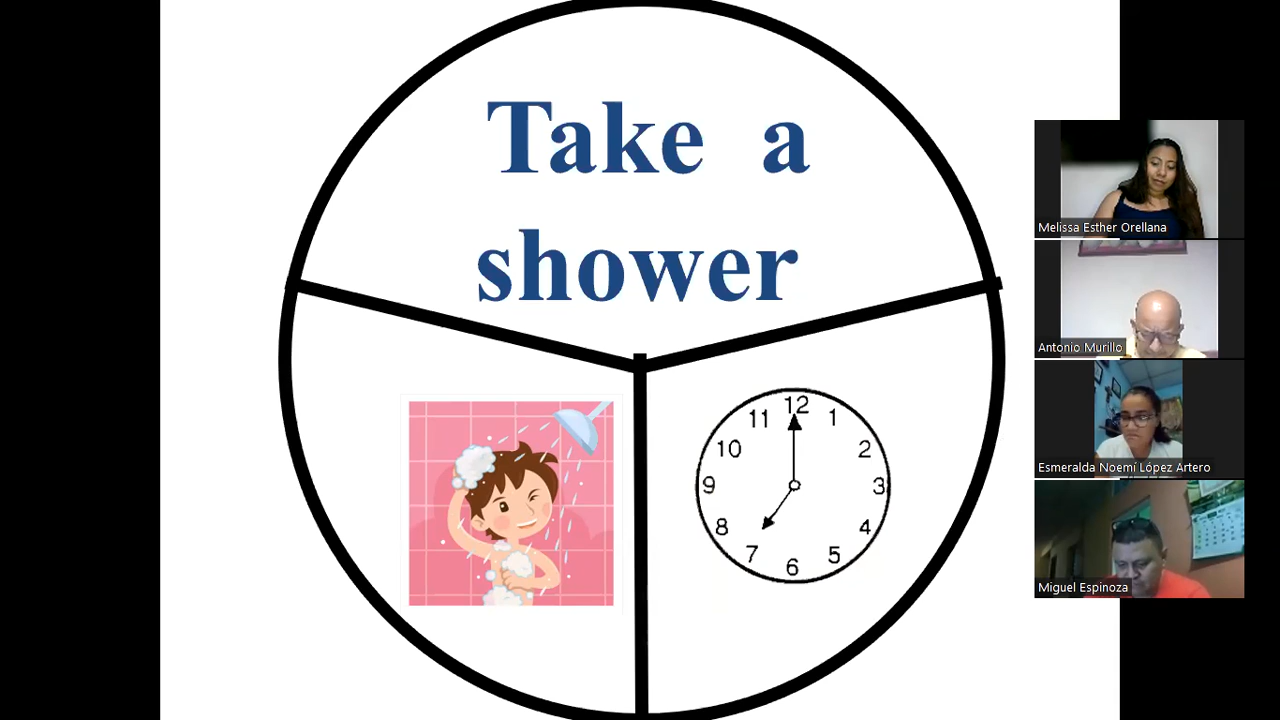 Take a
shower
12
11
1
10
2
9
3
8
4
7
5
6
Melissa Esther Orellana
Antonio Murillo
Esmeralda Noemí López Artero
Miguel Espinoza